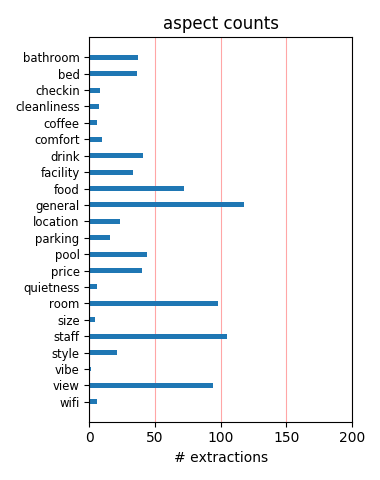 aspect counts
bathroom
bed
checkin
cleanliness
coffee
comfort
drink
facility
food
general
location
parking
pool
price
quietness
room
size
staff
style
vibe
view
wifi
0 50 100 150 200
# extractions